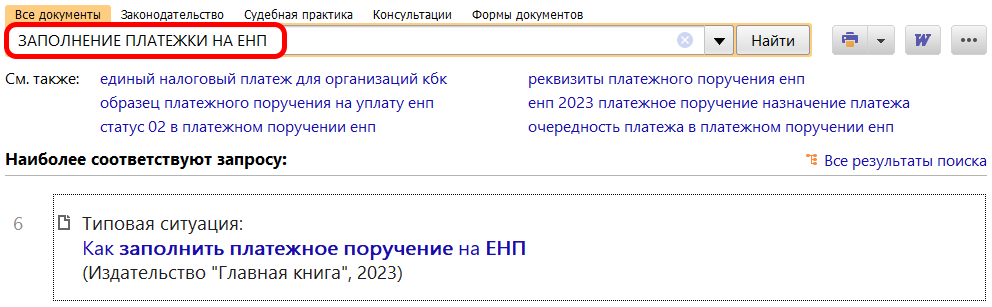 Все документы Законодательство Судебная практика Консультации Формы документов
ЗАПОЛНЕНИЕ ПЛАТЕЖКИ НА ЕНП Найти W
См. также: единый налоговый платеж для организаций кбк реквизиты платежного поручения енп
образец платежного поручения на уплату енп енп 2023 платежное поручение назначение платежа
статус 02 в платежном поручении енп очередность платежа в платежном поручении енп
Наиболее соответствуют запросу: Все результаты поиска
6 Типовая ситуация:
Как заполнить платежное поручение на ЕНП
(Издательство "Главная книга", 2023)